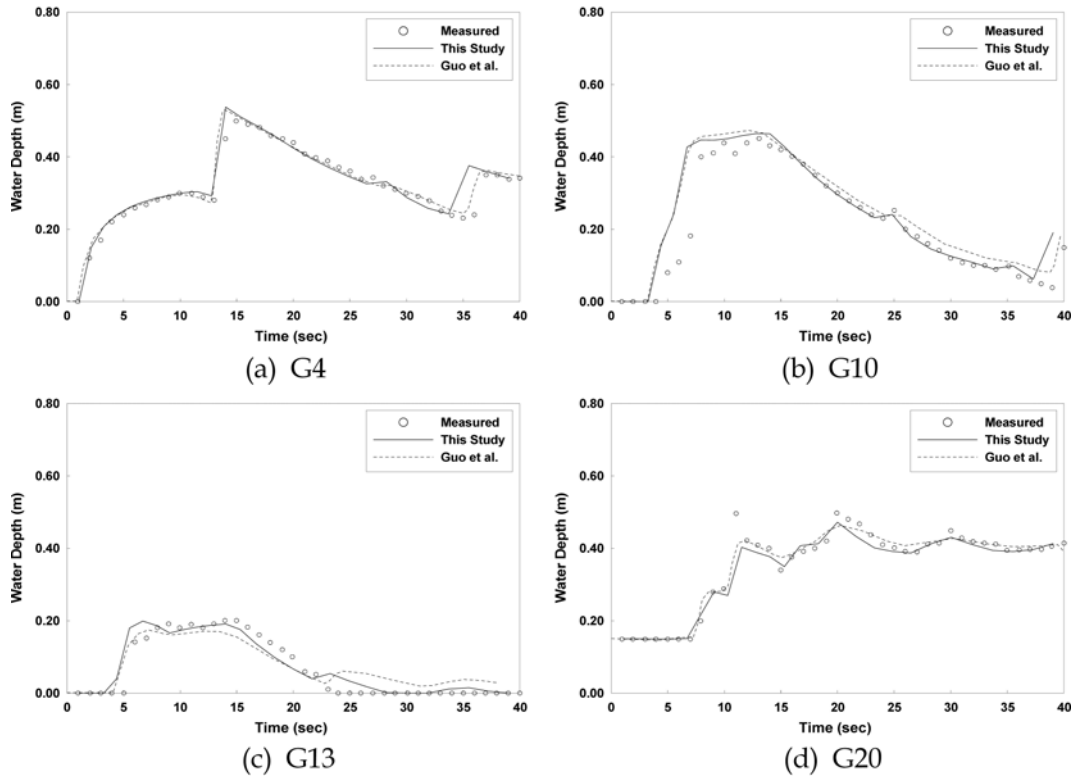 0.80
Measured
This Study
Guo et al.
0.60
Water Depth (m)
0.40
0.20
0.00
0 5 10 15 20 25 30 35 40
Time (sec)
(a) G4
0.80
Measured
This Study
Guo et al.
0.60
Water Depth (m)
0.40
0.20
0.00
0 5 10 15 20 25 30 35 40
Time (sec)
(b) G10
0.80
Measured
This Study
Guo et al.
0.60
Water Depth (m)
0.40
0.20
0.00
0 5 10 15 20 25 30 35 40
Time (sec)
(c) G13
0.80
Measured
This Study
Guo et al.
0.60
Water Depth (m)
0.40
0.20
0.00
0 5 10 15 20 25 30 35 40
Time (sec)
(d) G20